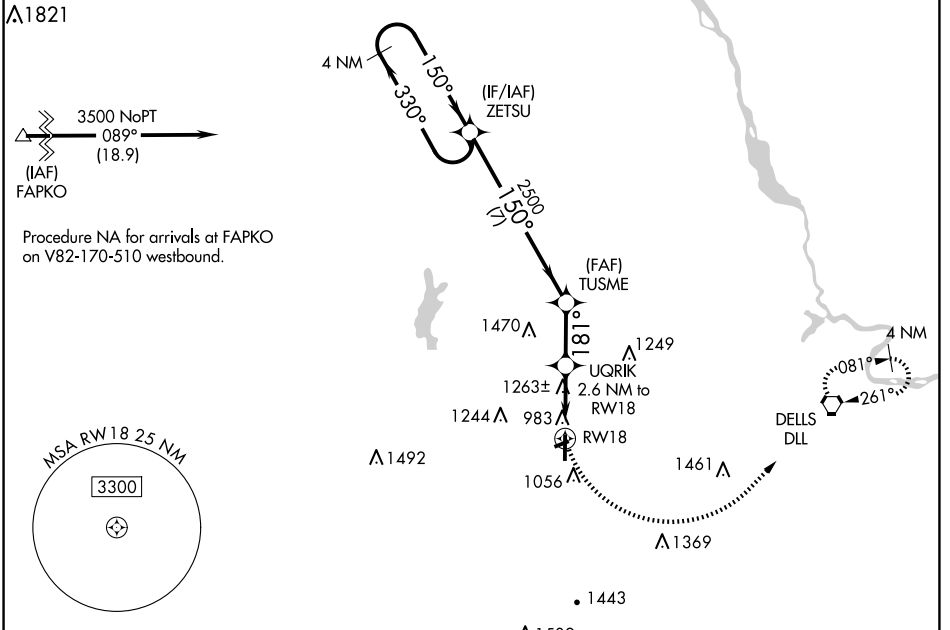 1821
4 NM
150°
330°
(IF/IAF)
ZETSU
3500 NoPT
089°
(18.9)
(IAF)
FAPKO
2500
150°
(7)
Procedure NA for arrivals at FAPKO
on V82-170-510 westbound.
(FAF)
TUSME
1470
181°
1249
4 NM
UQRIK
2.6 NM to
RW18
1263±
081°
261°
1244
983
DELLS
DLL
RW18
MSA RW18 25 NM
1492
1461
3300
1056
1369
1443